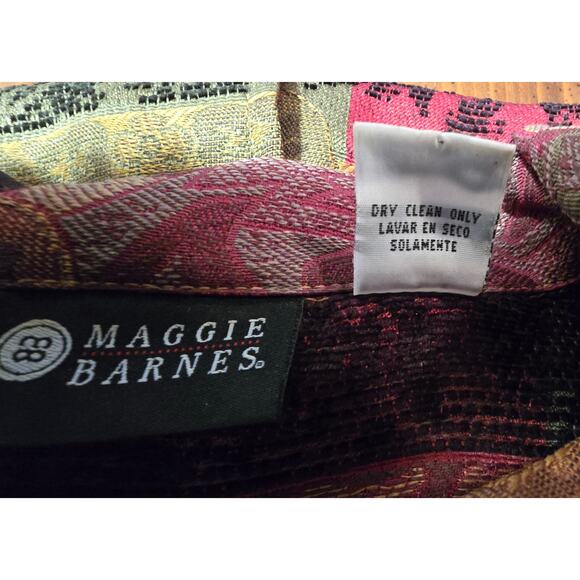 DRY CLEAN ONLY
LAVAR EN SECO
SOLAMENTE
MAGGIE
BARNES